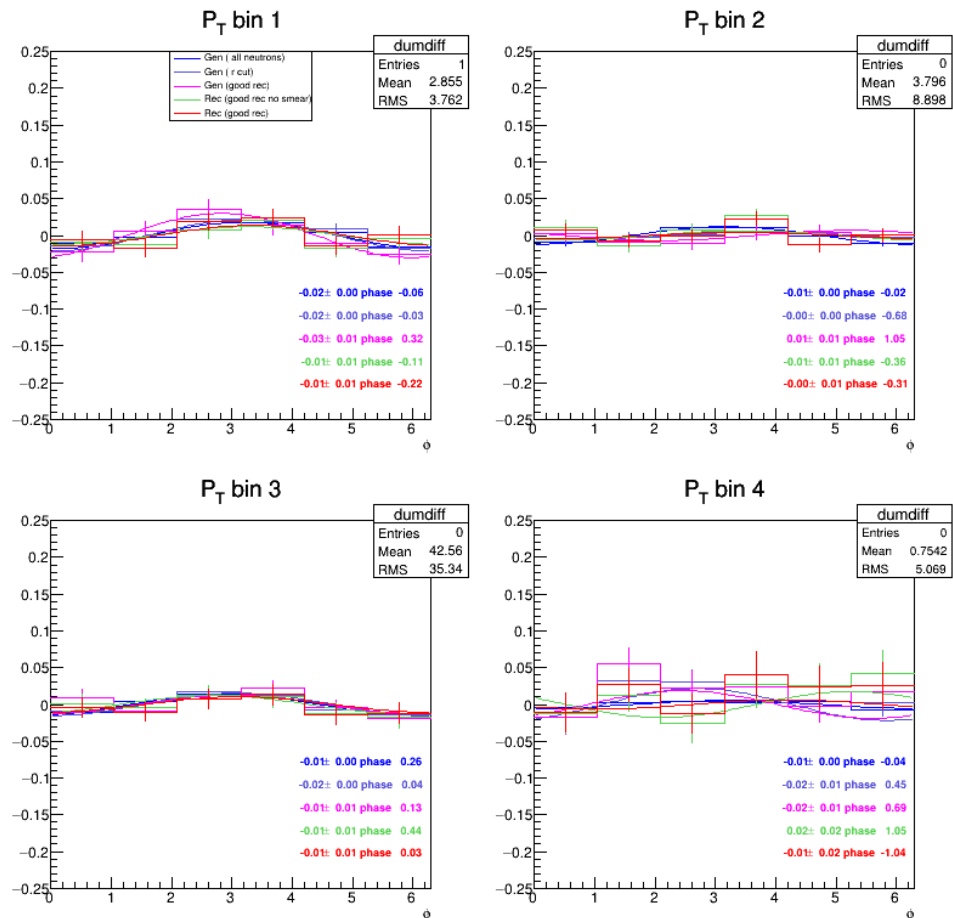 P_T bin 1
dumdiff
Entries 1
Mean 2.855
RMS 3.762
Gen ( all neutrons)
Gen ( r cut)
Gen (good rec)
Rec (good rec no smear)
Rec (good rec)
0.25
0.2
0.15
0.1
0.05
0
−0.05
−0.1
−0.15
−0.2
−0.25
-0.02± 0.00 phase -0.06
-0.02± 0.00 phase -0.03
-0.03± 0.01 phase 0.32
-0.01± 0.01 phase -0.11
-0.01± 0.01 phase -0.22
0 1 2 3 4 5 6
ϕ
P_T bin 2
dumdiff
Entries 0
Mean 3.796
RMS 8.898
0.25
0.2
0.15
0.1
0.05
0
−0.05
−0.1
−0.15
−0.2
−0.25
-0.01± 0.00 phase -0.02
-0.00± 0.00 phase -0.68
0.01± 0.01 phase 1.05
-0.01± 0.01 phase -0.36
-0.00± 0.01 phase -0.31
0 1 2 3 4 5 6
ϕ
P_T bin 3
dumdiff
Entries 0
Mean 42.56
RMS 35.34
0.25
0.2
0.15
0.1
0.05
0
−0.05
−0.1
−0.15
−0.2
−0.25
-0.01± 0.00 phase 0.26
-0.02± 0.00 phase 0.04
-0.01± 0.01 phase 0.13
-0.01± 0.01 phase 0.44
-0.01± 0.01 phase 0.03
0 1 2 3 4 5 6
ϕ
P_T bin 4
dumdiff
Entries 0
Mean 0.7542
RMS 5.069
0.25
0.2
0.15
0.1
0.05
0
−0.05
−0.1
−0.15
−0.2
−0.25
-0.01± 0.00 phase -0.04
-0.02± 0.01 phase 0.45
-0.02± 0.01 phase 0.69
0.02± 0.02 phase 1.05
-0.01± 0.02 phase -1.04
0 1 2 3 4 5 6
ϕ